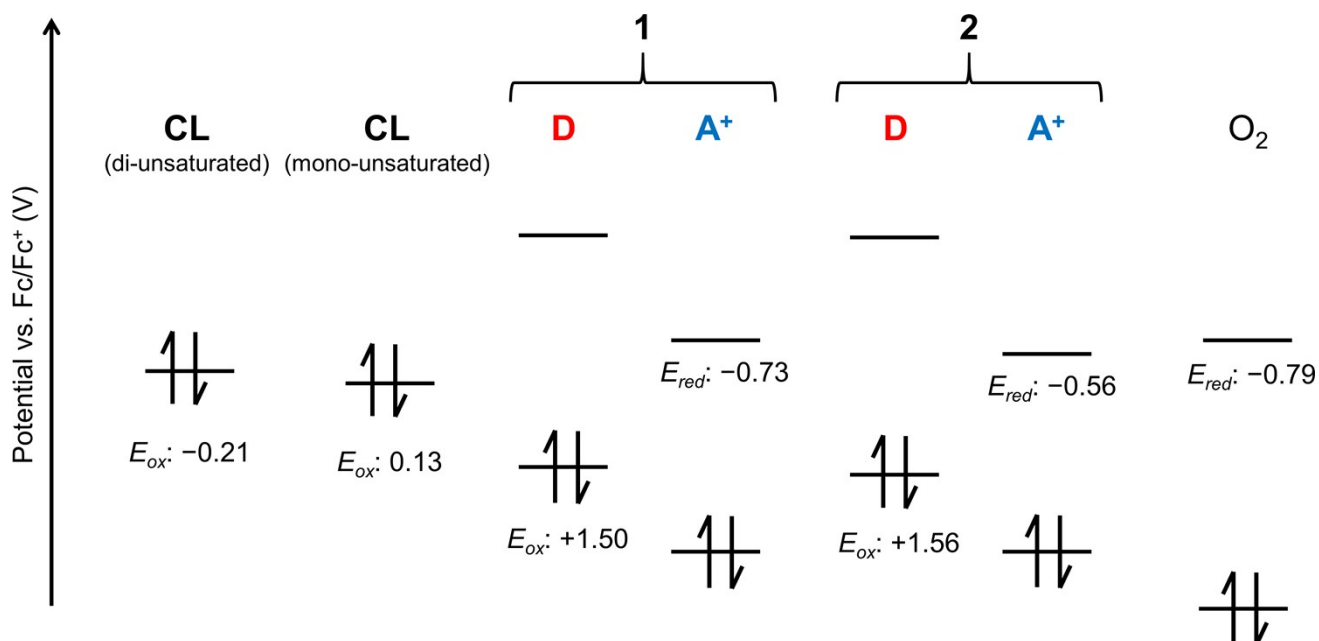 1
2
CL
(di-unsaturated)
CL
(mono-unsaturated)
D
A⁺
D
A⁺
O₂
Potential vs. Fc/Fc⁺ (V)
E_ox: −0.21
E_ox: 0.13
E_ox: +1.50
E_red: −0.73
E_ox: +1.56
E_red: −0.56
E_red: −0.79